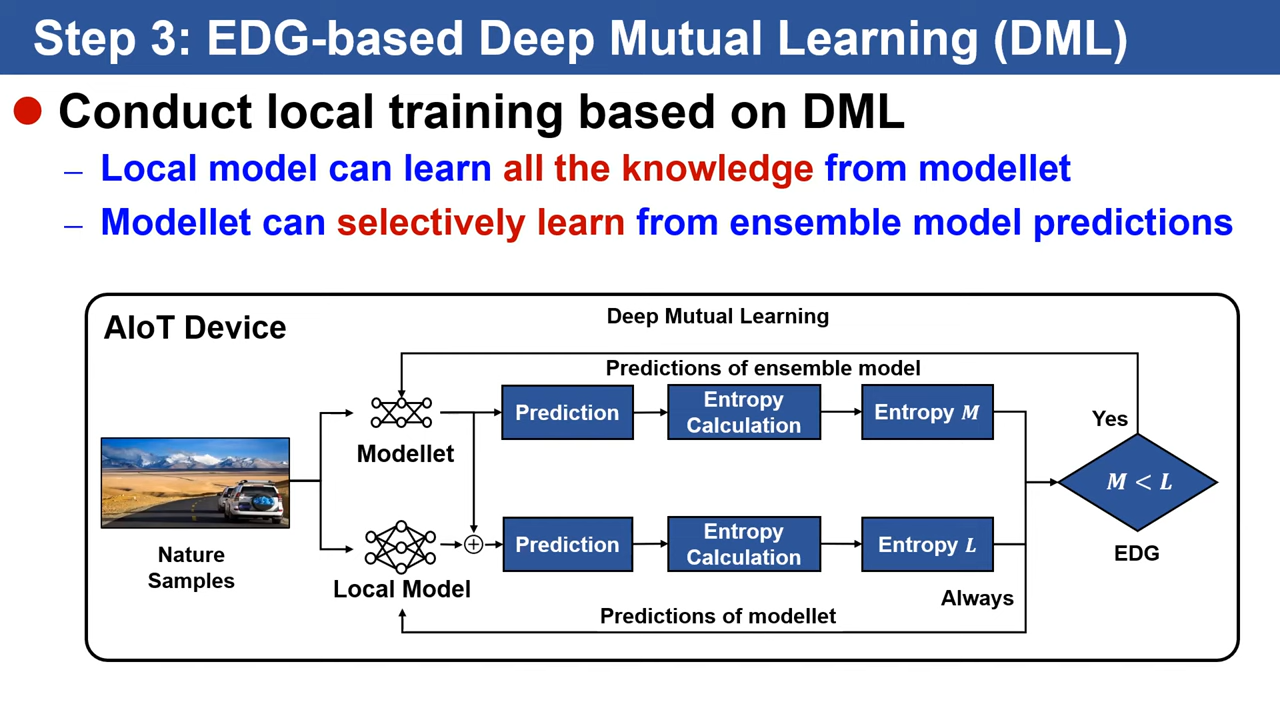 Step 3: EDG-based Deep Mutual Learning (DML)
Conduct local training based on DML
– Local model can learn all the knowledge from modellet
– Modellet can selectively learn from ensemble model predictions
AIoT Device
Deep Mutual Learning
Predictions of ensemble model
Prediction
Entropy
Calculation
Entropy M
Yes
Modellet
M < L
Nature
Samples
Local Model
Prediction
Entropy
Calculation
Entropy L
EDG
Always
Predictions of modellet